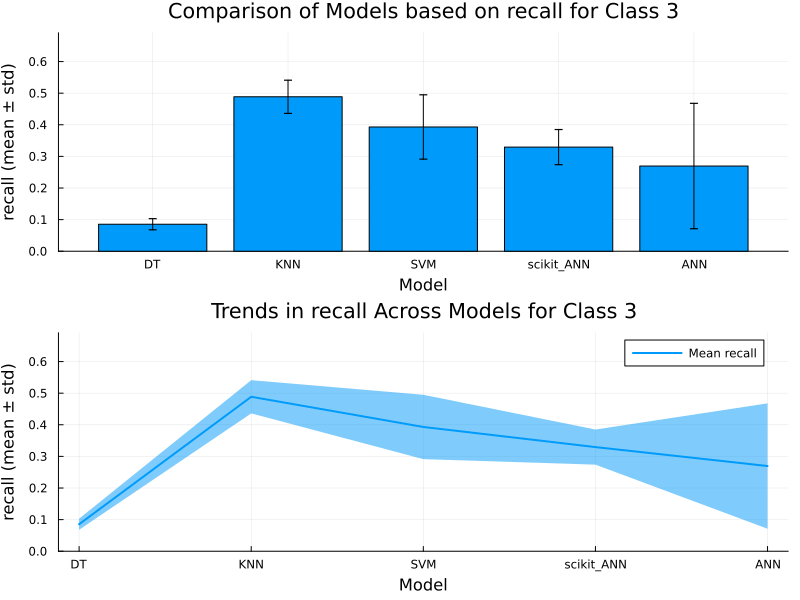 Comparison of Models based on recall for Class 3
recall (mean ± std)
0.6
0.5
0.4
0.3
0.2
0.1
0.0
DT KNN SVM scikit_ANN ANN
Model
Trends in recall Across Models for Class 3
recall (mean ± std)
Mean recall
0.6
0.5
0.4
0.3
0.2
0.1
0.0
DT KNN SVM scikit_ANN ANN
Model